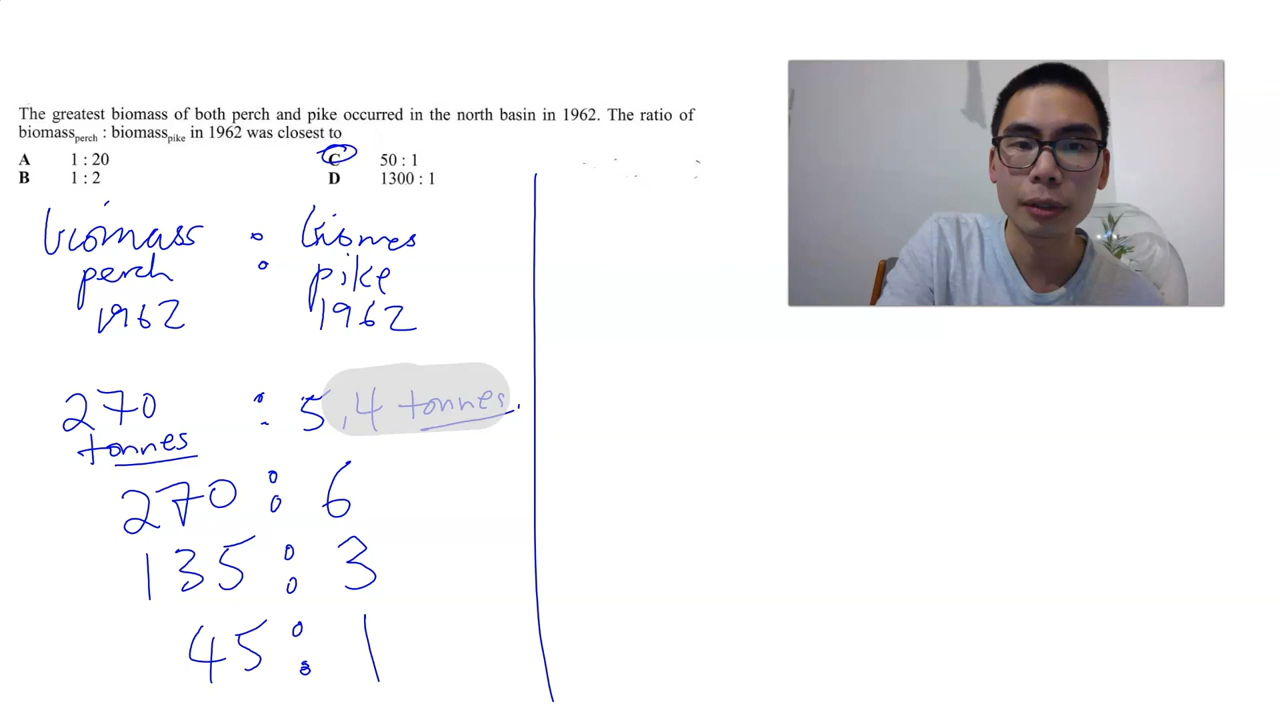 The greatest biomass of both perch and pike occurred in the north basin in 1962. The ratio of
biomassperch : biomasspike in 1962 was closest to
A 1 : 20 C 50 : 1
B 1 : 2 D 1300 : 1
biomass : biomes
perch pike
1962 1962
270 : 5,4 tonnes.
tonnes
270 : 6
135 : 3
45 : 1